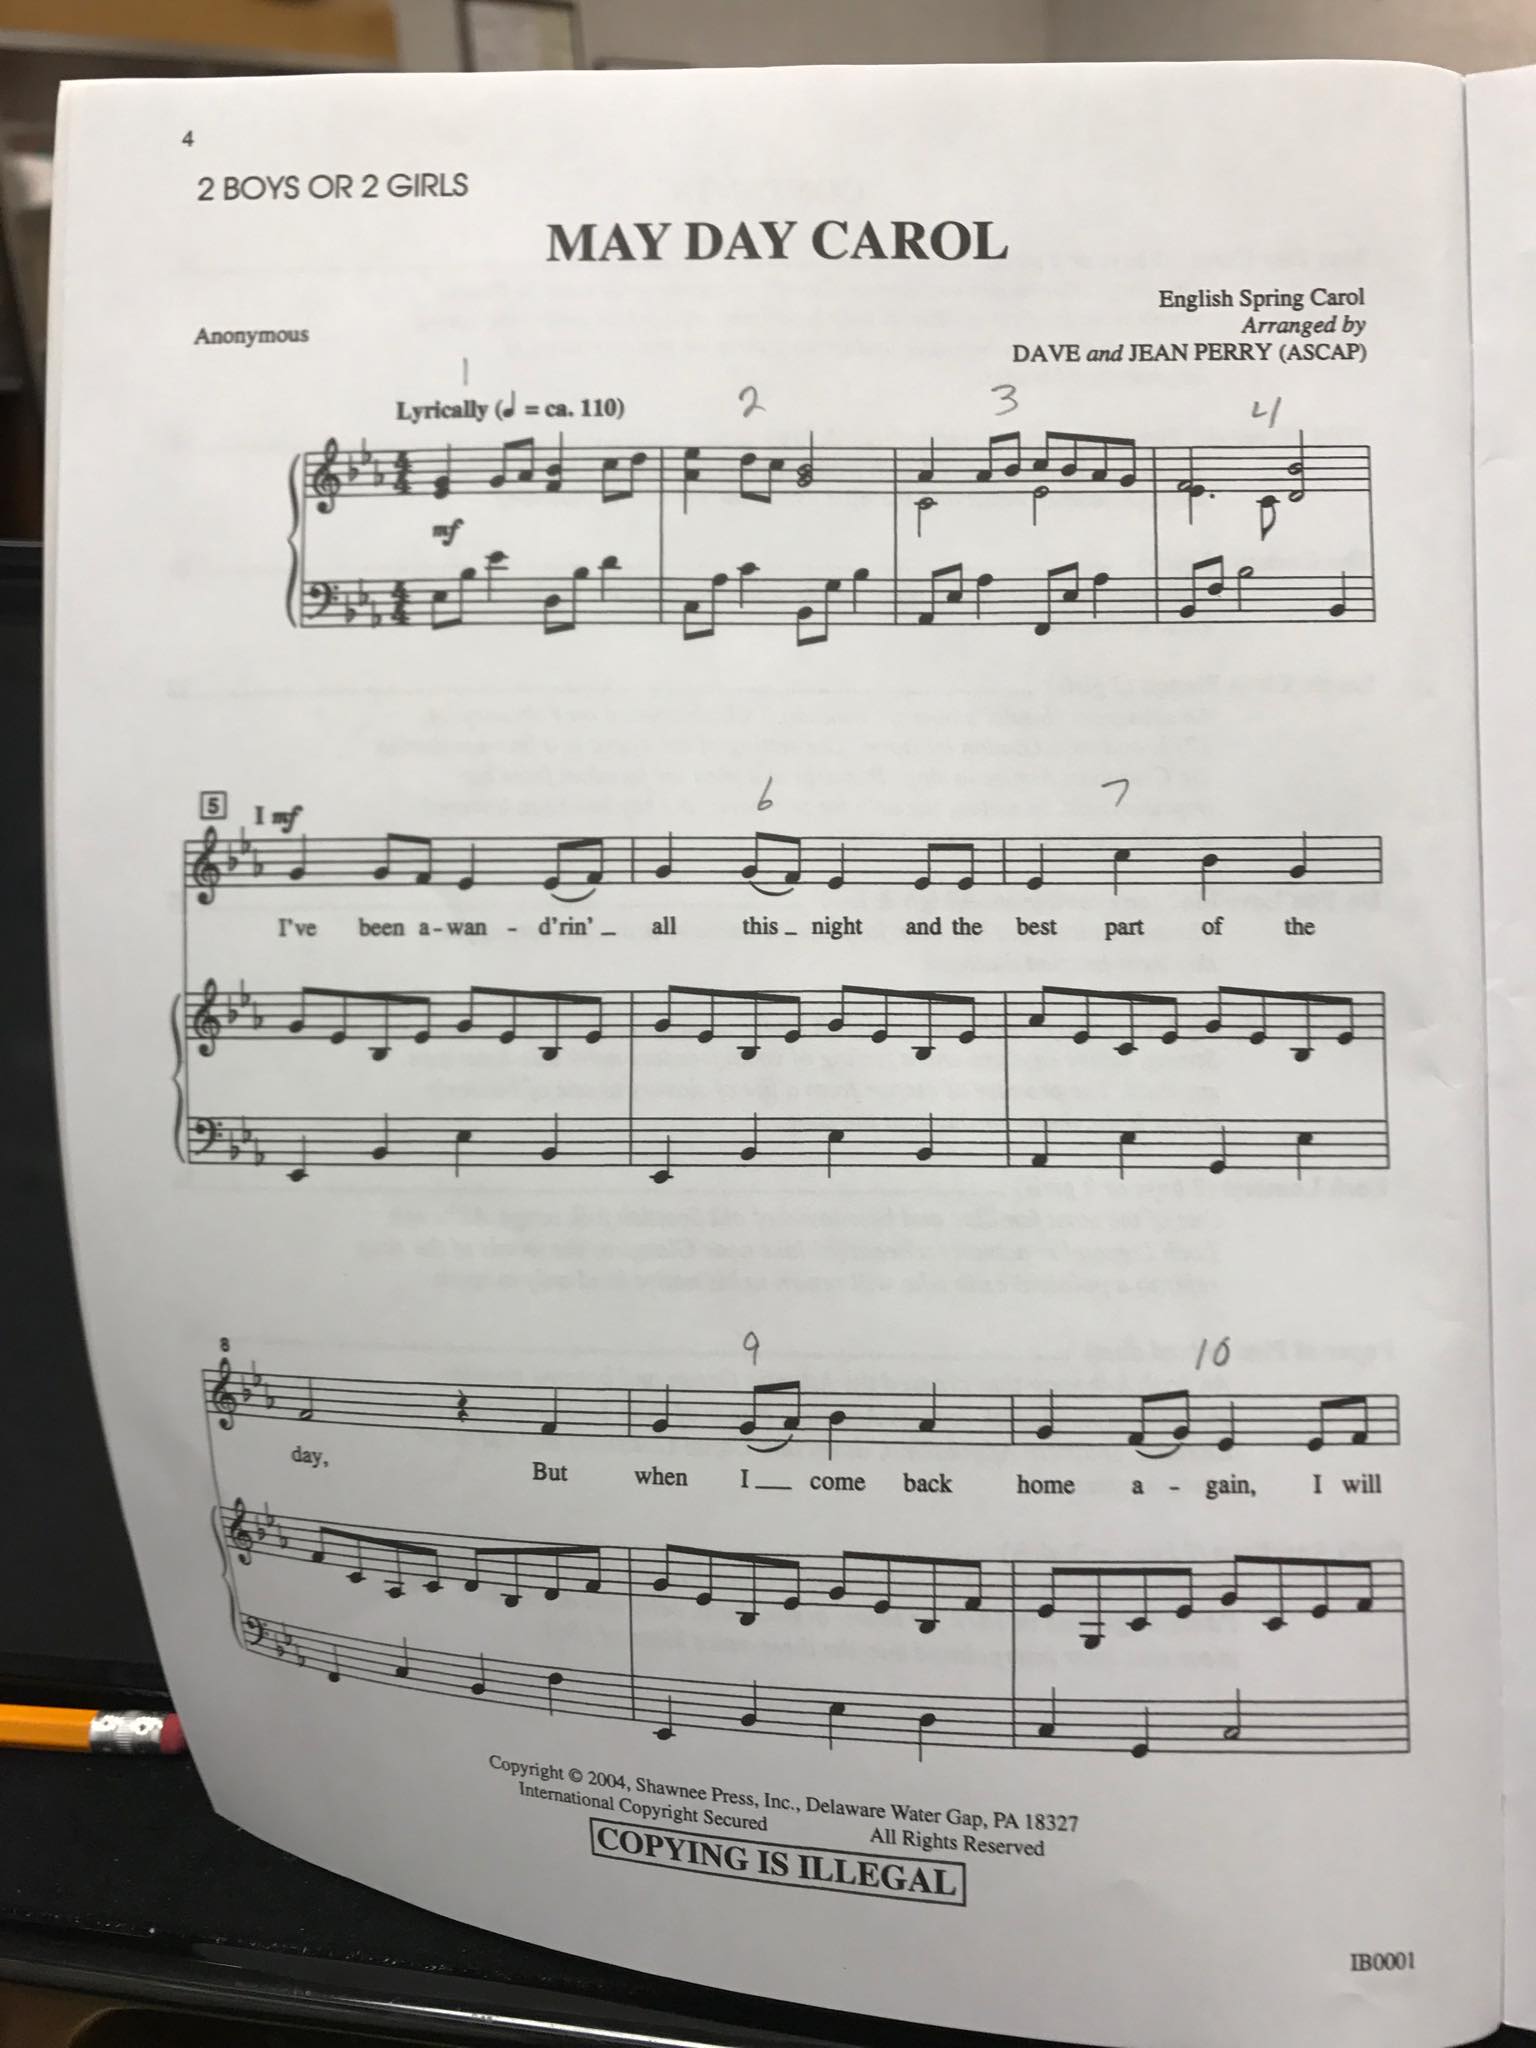 4
2 BOYS OR 2 GIRLS
MAY DAY CAROL
English Spring Carol
Anonymous
Arranged by
DAVE and JEAN PERRY (ASCAP)
1
Lyrically (♩ = ca. 110)
2 3 4
mf
5 I mf 6 7
I've been a-wan - d'rin' _ all this _ night and the best part of the
8 9 10
day, But when I __ come back home a - gain, I will
Copyright © 2004, Shawnee Press, Inc., Delaware Water Gap, PA 18327
International Copyright Secured All Rights Reserved
COPYING IS ILLEGAL
IB0001